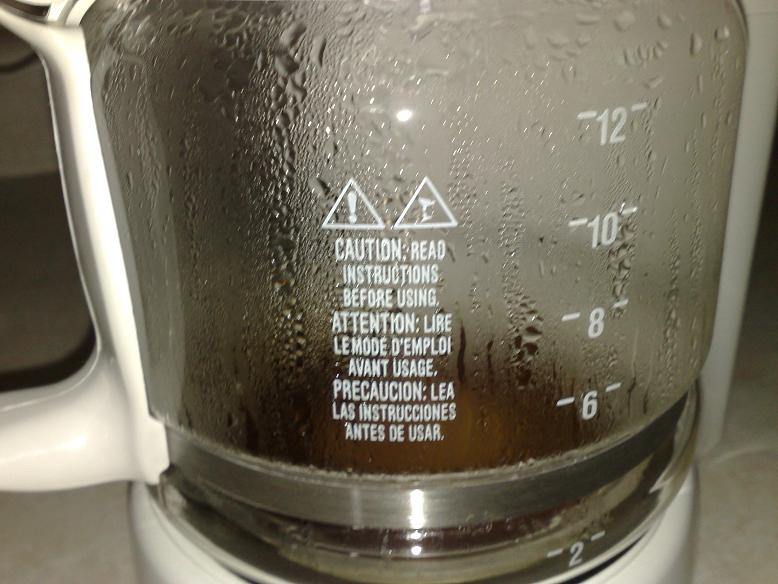 CAUTION: READ
INSTRUCTIONS
BEFORE USING.
ATTENTION: LIRE
LE MODE D'EMPLOI
AVANT USAGE.
PRECAUCION: LEA
LAS INSTRUCCIONES
ANTES DE USAR.
12
10
8
6
2